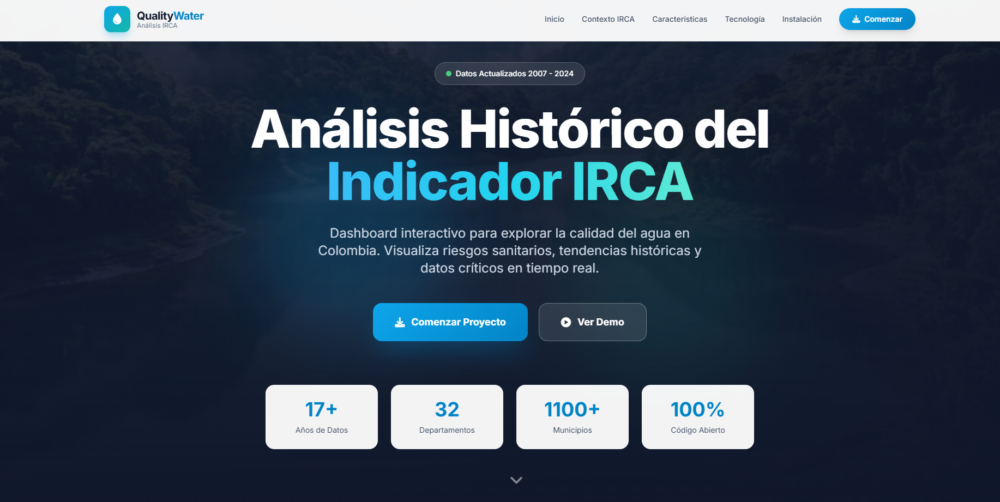 QualityWater
Análisis IRCA
Inicio
Contexto IRCA
Características
Tecnología
Instalación
Comenzar
Datos Actualizados 2007 - 2024
Análisis Histórico del
Indicador IRCA
Dashboard interactivo para explorar la calidad del agua en
Colombia. Visualiza riesgos sanitarios, tendencias históricas y
datos críticos en tiempo real.
Comenzar Proyecto
Ver Demo
17+
Años de Datos
32
Departamentos
1100+
Municipios
100%
Código Abierto